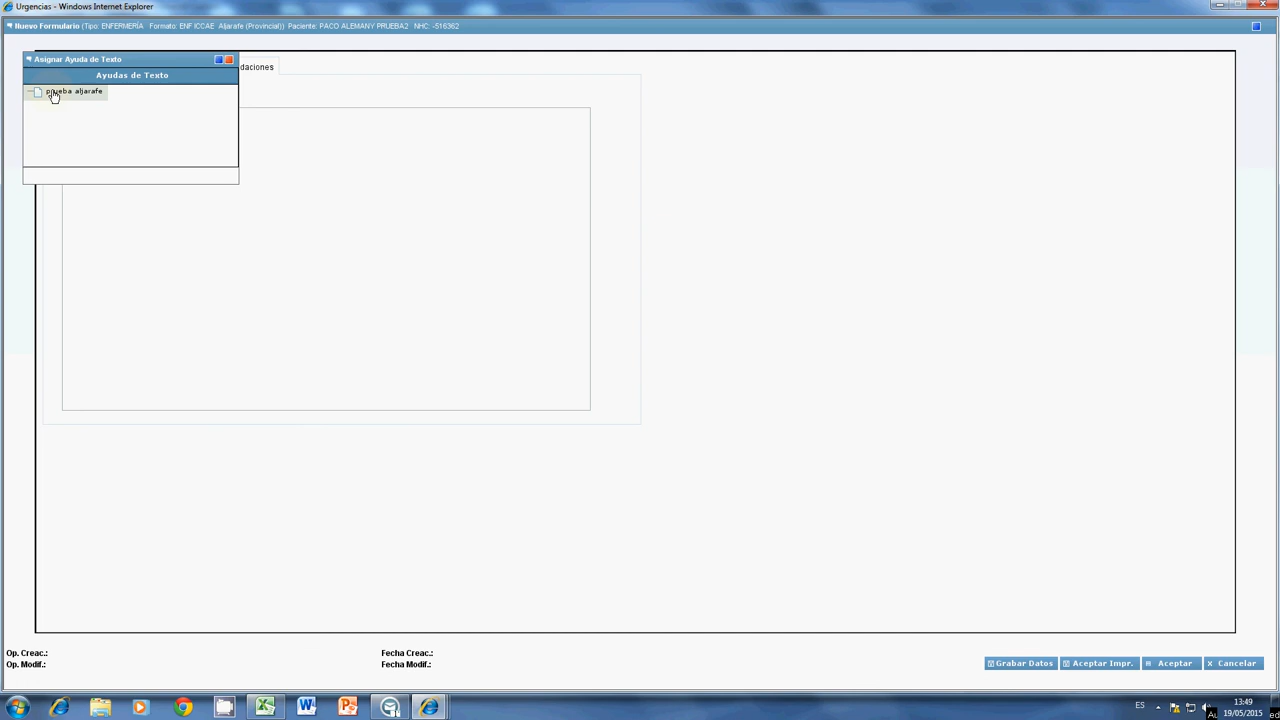 Urgencias - Windows Internet Explorer
Nuevo Formulario (Tipo: ENFERMERÍA Formato: ENF ICCAE Aljarafe (Provincial)) Paciente: PACO ALEMANY PRUEBA2 NHC: -516362
Asignar Ayuda de Texto
daciones
Ayudas de Texto
prueba aljarafe
Op. Creac.:
Fecha Creac.:
Op. Modif.:
Fecha Modif.:
Grabar Datos
Aceptar Impr.
Aceptar
x Cancelar
ES
13:49
19/05/2015